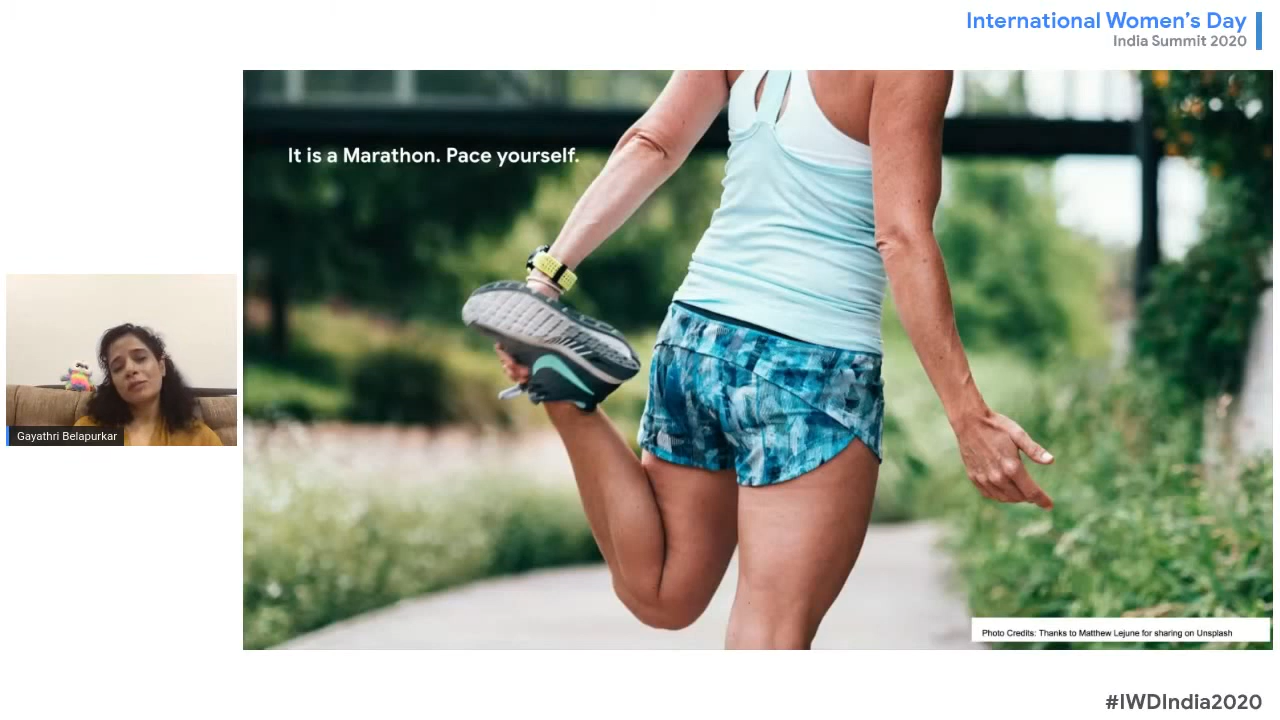 International Women's Day
India Summit 2020
It is a Marathon. Pace yourself.
Gayathri Belapurkar
Photo Credits: Thanks to Matthew Lejune for sharing on Unsplash
#IWDIndia2020